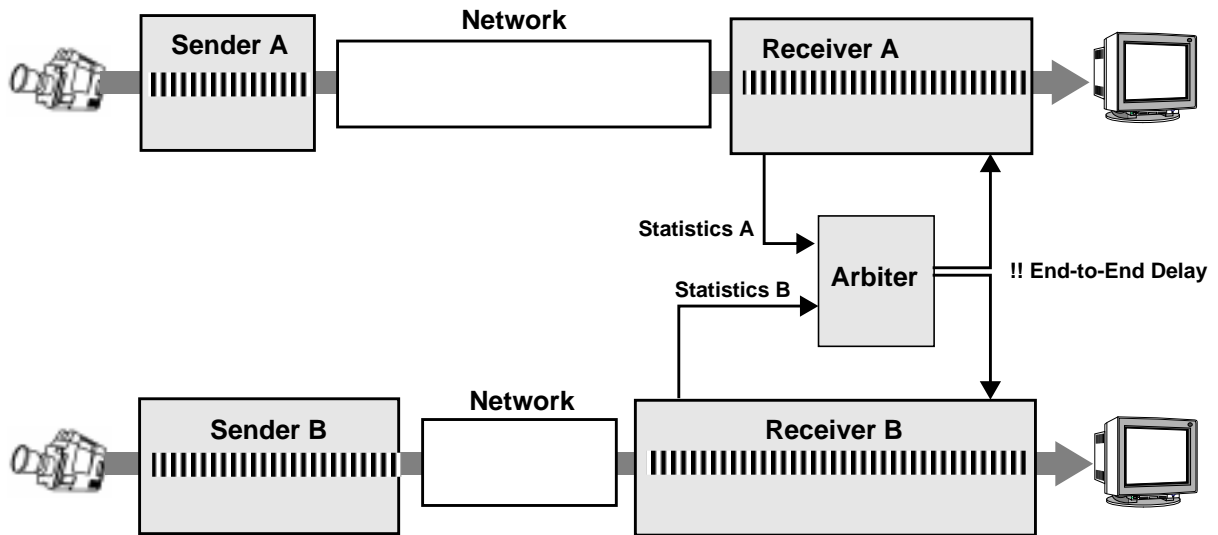 Network
Sender A
Receiver A
Statistics A
Arbiter
!! End-to-End Delay
Statistics B
Network
Sender B
Receiver B